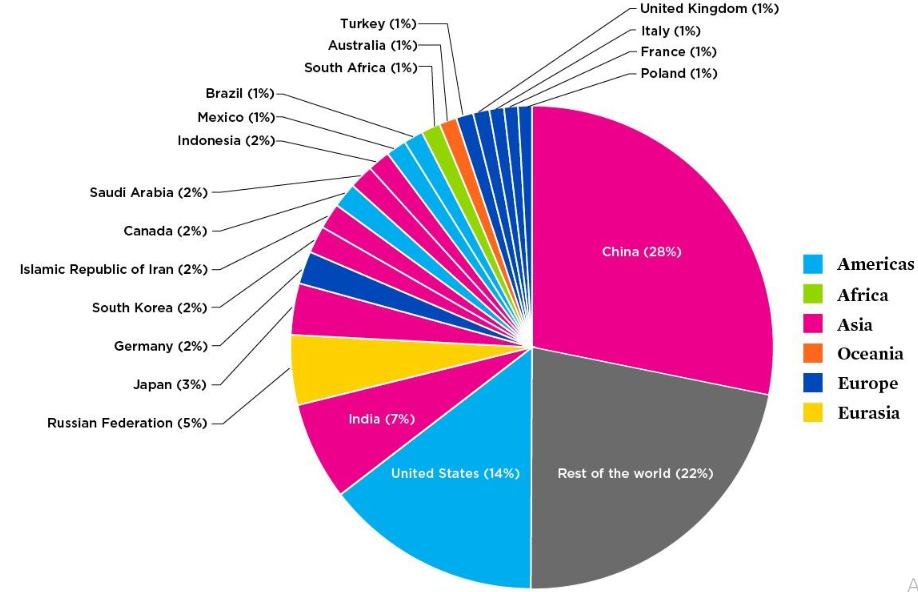 United Kingdom (1%)
Italy (1%)
France (1%)
Poland (1%)
Turkey (1%)
Australia (1%)
South Africa (1%)
Brazil (1%)
Mexico (1%)
Indonesia (2%)
Saudi Arabia (2%)
Canada (2%)
Islamic Republic of Iran (2%)
South Korea (2%)
Germany (2%)
Japan (3%)
Russian Federation (5%)
China (28%)
India (7%)
United States (14%)
Rest of the world (22%)
Americas
Africa
Asia
Oceania
Europe
Eurasia
A